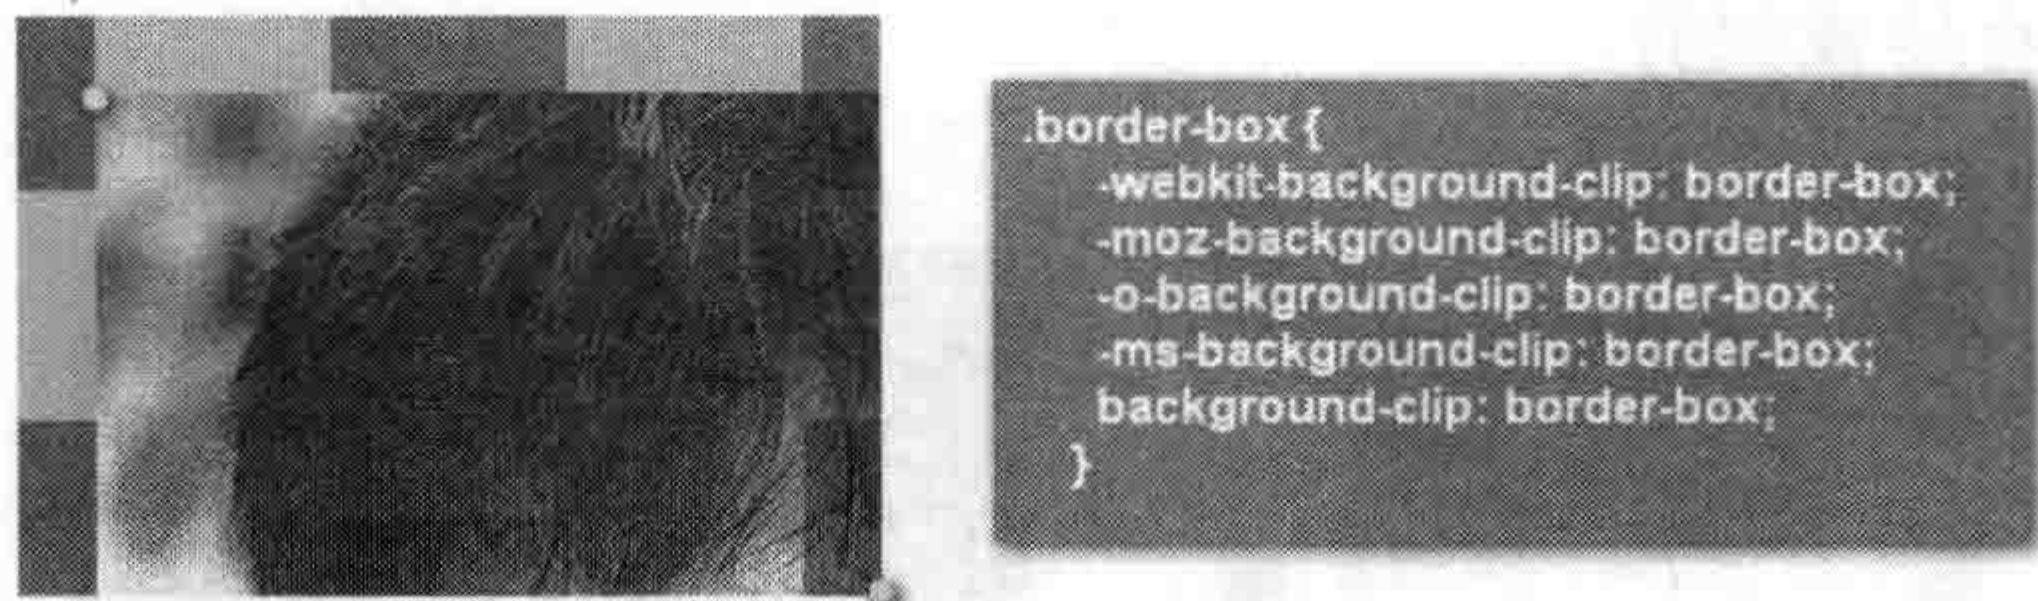 .border-box {
-webkit-background-clip: border-box;
-moz-background-clip: border-box;
-o-background-clip: border-box;
-ms-background-clip: border-box;
background-clip: border-box;
}